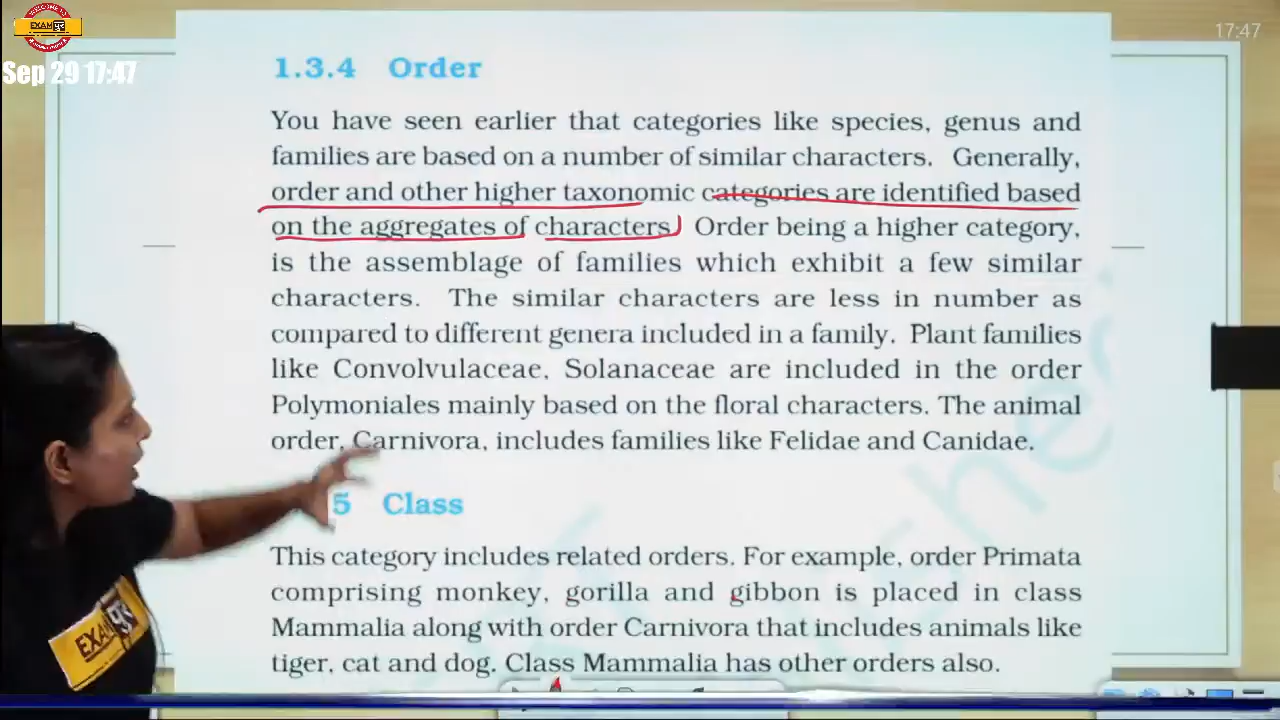 WELCOME TO
EXAM
Sep 29 17:47
17:47
1.3.4 Order
You have seen earlier that categories like species, genus and
families are based on a number of similar characters. Generally,
order and other higher taxonomic categories are identified based
on the aggregates of characters. Order being a higher category,
is the assemblage of families which exhibit a few similar
characters. The similar characters are less in number as
compared to different genera included in a family. Plant families
like Convolvulaceae, Solanaceae are included in the order
Polymoniales mainly based on the floral characters. The animal
order, Carnivora, includes families like Felidae and Canidae.
5 Class
This category includes related orders. For example, order Primata
comprising monkey, gorilla and gibbon is placed in class
Mammalia along with order Carnivora that includes animals like
tiger, cat and dog. Class Mammalia has other orders also.
EXAM